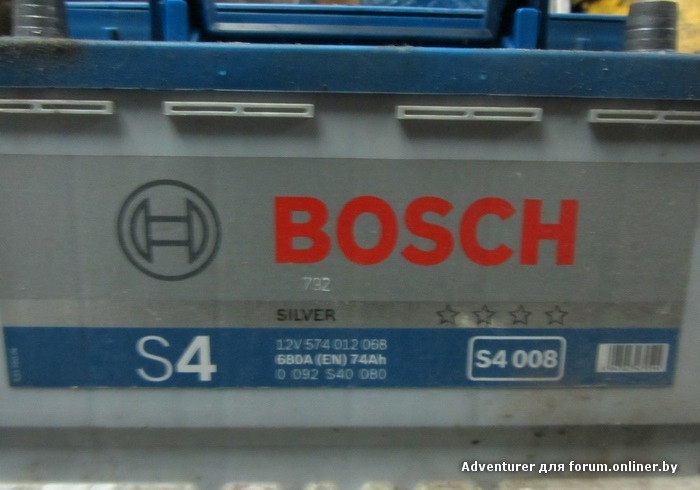 BOSCH
792
SILVER
S4
12V 574 012 068
680A (EN) 74Ah
0 092 S40 080
S4 008
Adventurer для forum.onliner.by